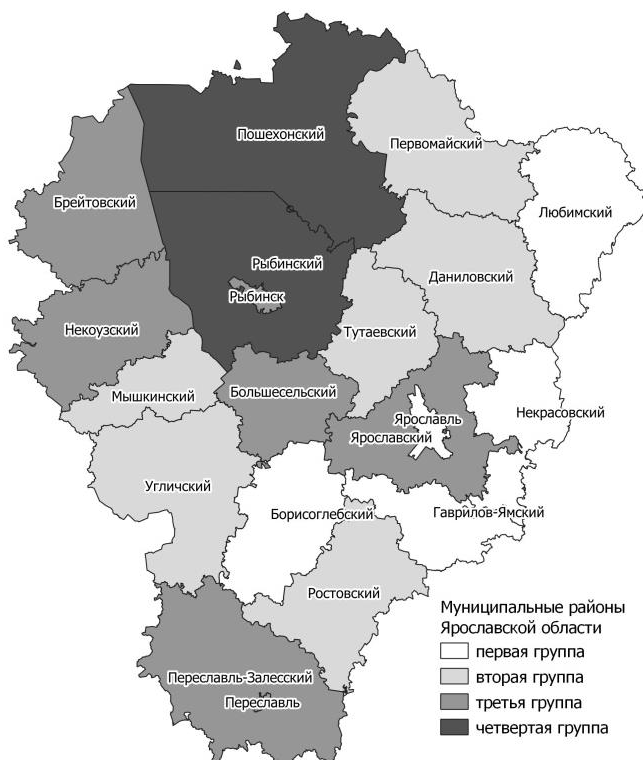 Пошехонский
Первомайский
Брейтовский
Любимский
Рыбинский
Даниловский
Рыбинск
Некоузский
Тутаевский
Мышкинский
Большесельский
Некрасовский
Ярославль
Ярославский
Угличский
Борисоглебский
Гаврилов-Ямский
Ростовский
Муниципальные районы
Ярославской области
первая группа
вторая группа
третья группа
четвертая группа
Переславль-Залесский
Переславль